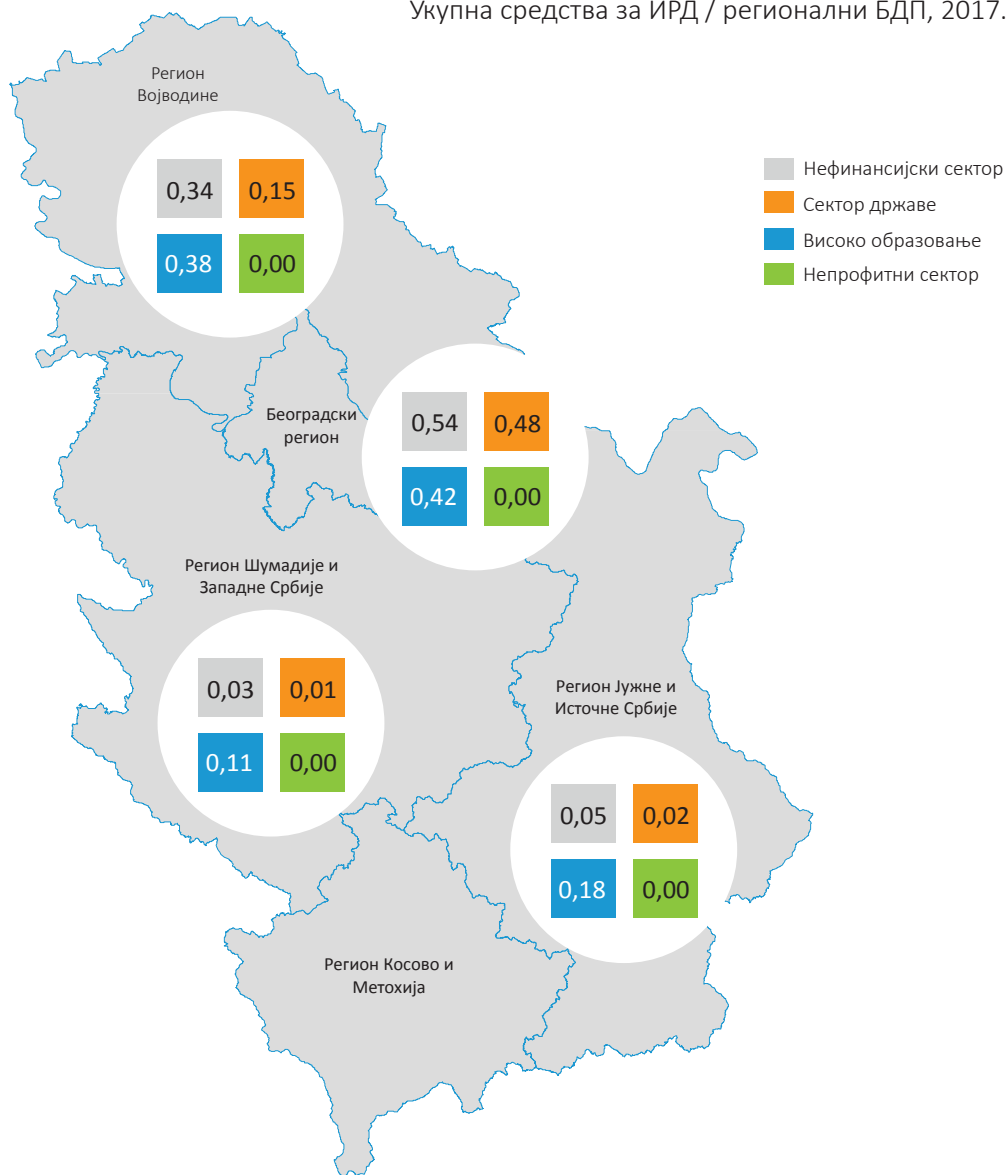 Укупна средства за ИРД / регионални БДП, 2017.
Регион
Војводине
0,34 0,15
0,38 0,00
Нефинансијски сектор
Сектор државе
Високо образовање
Непрофитни сектор
Београдски
регион
0,54 0,48
0,42 0,00
Регион Шумадије и
Западне Србије
0,03 0,01
0,11 0,00
Регион Јужне и
Источне Србије
0,05 0,02
0,18 0,00
Регион Косово и
Метохија